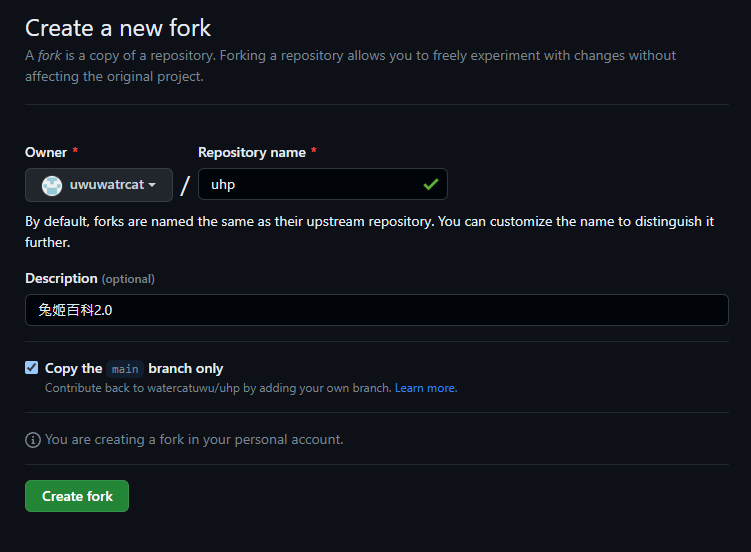 Create a new fork
A fork is a copy of a repository. Forking a repository allows you to freely experiment with changes without
affecting the original project.
Owner * Repository name *
uwuwatrcat / uhp
By default, forks are named the same as their upstream repository. You can customize the name to distinguish it
further.
Description (optional)
兔姬百科2.0
Copy the main branch only
Contribute back to watercatuwu/uhp by adding your own branch. Learn more.
You are creating a fork in your personal account.
Create fork